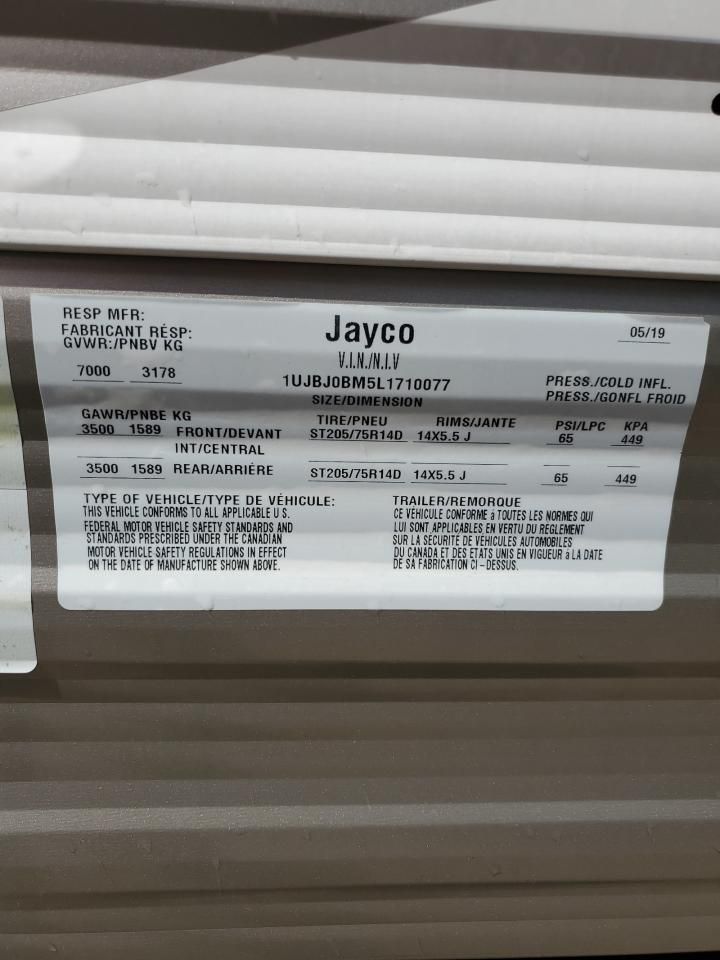 RESP MFR:
FABRICANT RÉSP:
GVWR:/PNBV KG
7000 3178
Jayco
V.I.N./N.I.V
1UJBJ0BM5L1710077
05/19
SIZE/DIMENSION
PRESS./COLD INFL.
PRESS./GONFL FROID
GAWR/PNBE KG
TIRE/PNEU RIMS/JANTE PSI/LPC KPA
3500 1589 FRONT/DEVANT ST205/75R14D 14X5.5 J 65 449
INT/CENTRAL
3500 1589 REAR/ARRIÈRE ST205/75R14D 14X5.5 J 65 449
TYPE OF VEHICLE/TYPE DE VÉHICULE:
THIS VEHICLE CONFORMS TO ALL APPLICABLE U.S.
FEDERAL MOTOR VEHICLE SAFETY STANDARDS AND
STANDARDS PRESCRIBED UNDER THE CANADIAN
MOTOR VEHICLE SAFETY REGULATIONS IN EFFECT
ON THE DATE OF MANUFACTURE SHOWN ABOVE.
TRAILER/REMORQUE
CE VÉHICULE CONFORME à TOUTES LES NORMES QUI
LUI SONT APPLICABLES EN VERTU DU RÈGLEMENT
SUR LA SÉCURITÉ DE VÉHICULES AUTOMOBILES
DU CANADA ET DES ETATS UNIS EN VIGUEUR à LA DATE
DE SA FABRICATION CI-DESSUS.